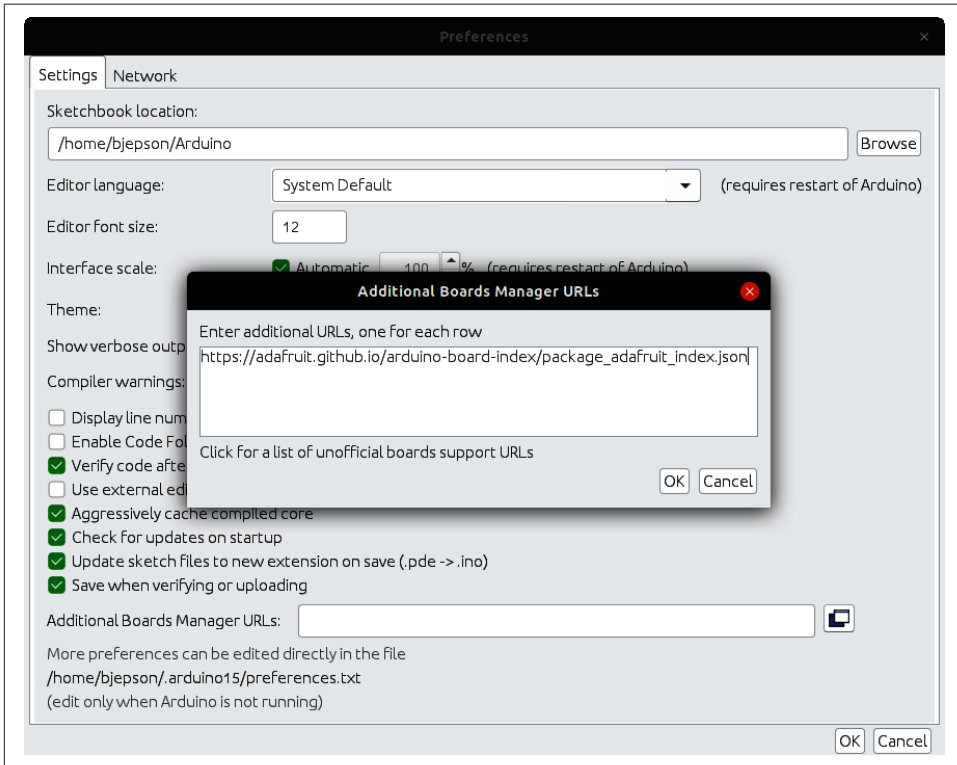 Preferences
Settings Network
Sketchbook location:
/home/bjepson/Arduino Browse
Editor language: System Default (requires restart of Arduino)
Editor font size: 12
Interface scale: Automatic 100 % (requires restart of Arduino)
Theme:
Additional Boards Manager URLs
Enter additional URLs, one for each row
https://adafruit.github.io/arduino-board-index/package_adafruit_index.json
Click for a list of unofficial boards support URLs
OK Cancel
Show verbose outp
Compiler warnings:
Display line num
Enable Code Fol
Verify code afte
Use external edi
Aggressively cache compiled core
Check for updates on startup
Update sketch files to new extension on save (.pde -> .ino)
Save when verifying or uploading
Additional Boards Manager URLs:
More preferences can be edited directly in the file
/home/bjepson/.arduino15/preferences.txt
(edit only when Arduino is not running)
OK Cancel